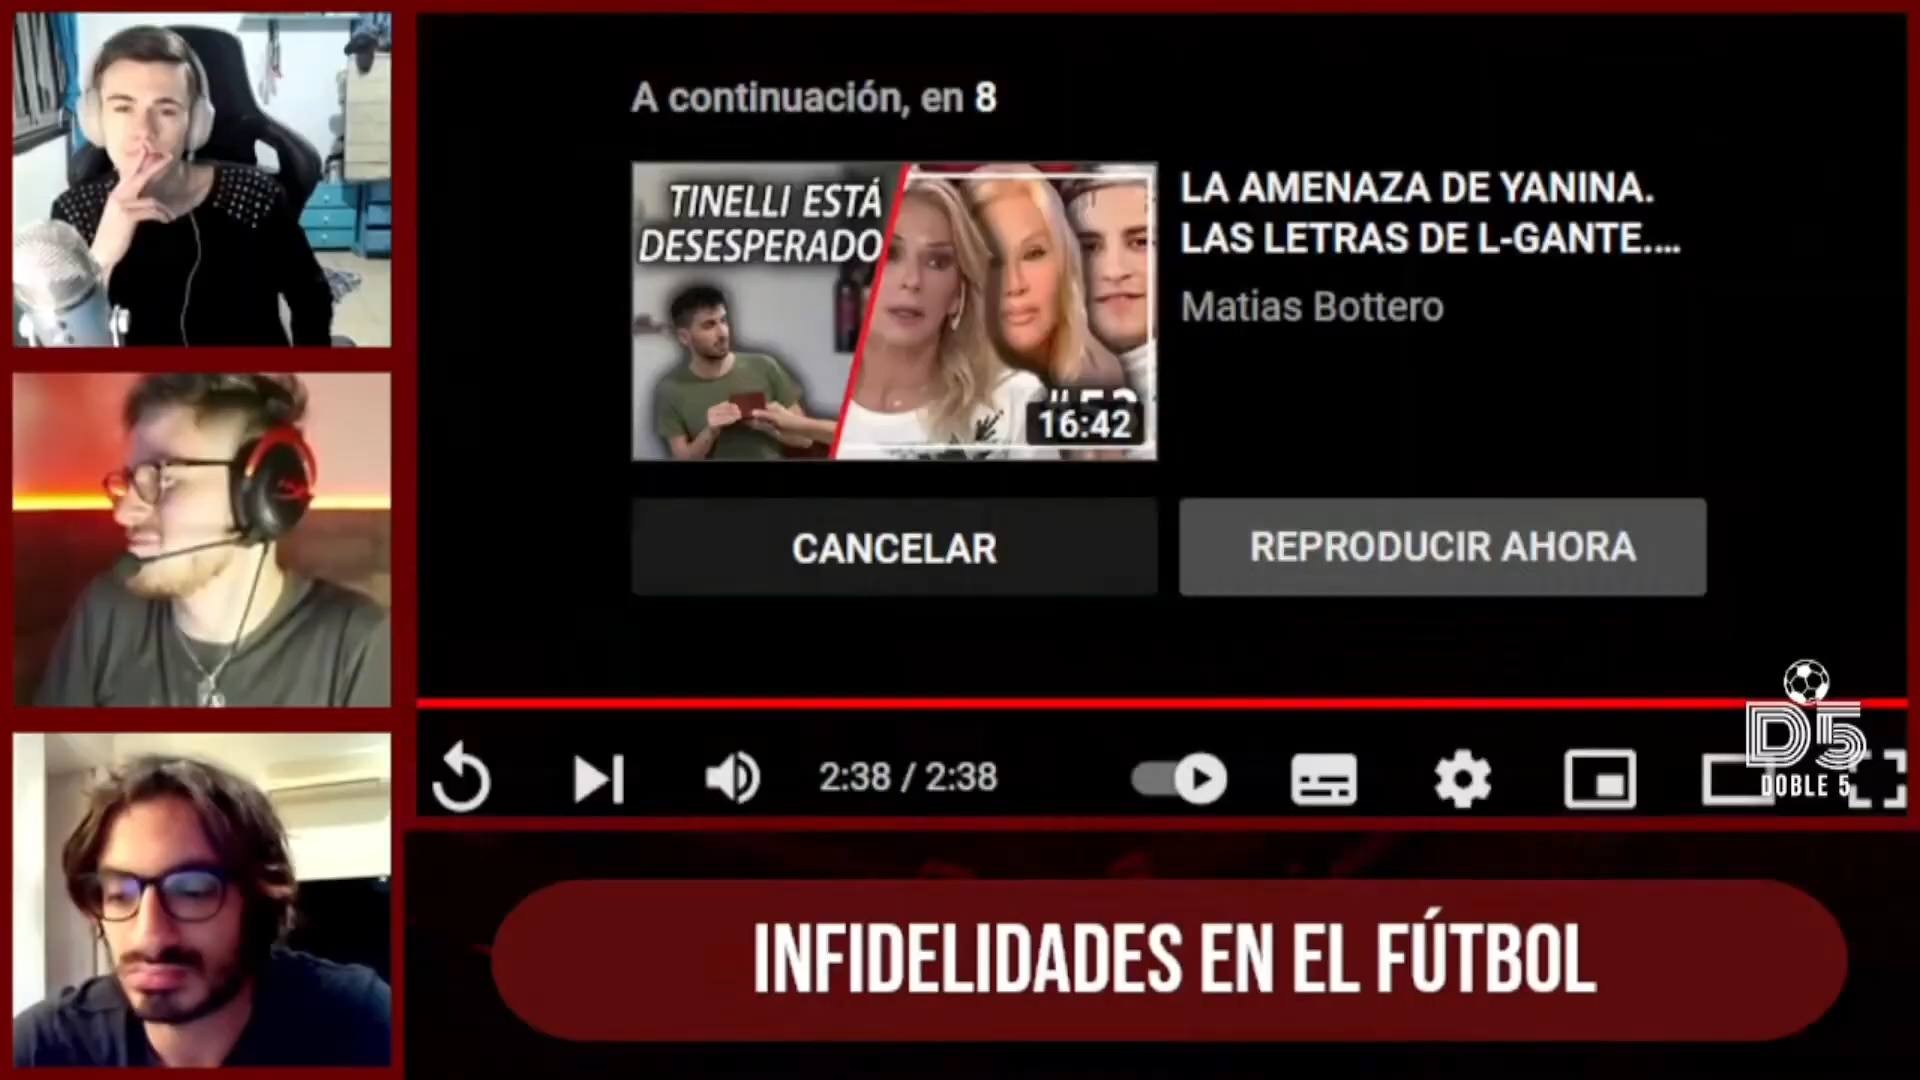 A continuación, en 8
TINELLI ESTÁ
DESESPERADO
16:42
LA AMENAZA DE YANINA.
LAS LETRAS DE L-GANTE....
Matias Bottero
CANCELAR
REPRODUCIR AHORA
2:38 / 2:38
D5
DOBLE 5
INFIDELIDADES EN EL FÚTBOL